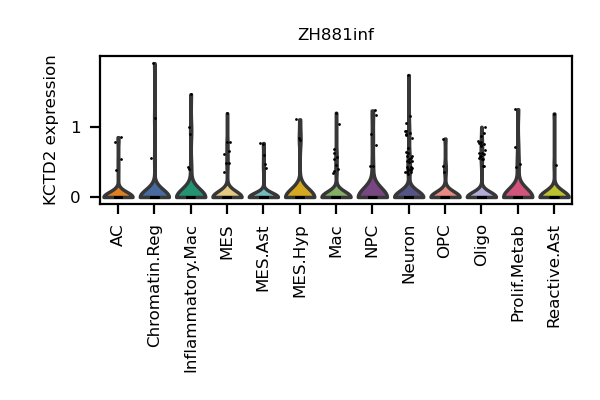 ZH881inf
KCTD2 expression
1
0
AC
Chromatin.Reg
Inflammatory.Mac
MES
MES.Ast
MES.Hyp
Mac
NPC
Neuron
OPC
Oligo
Prolif.Metab
Reactive.Ast